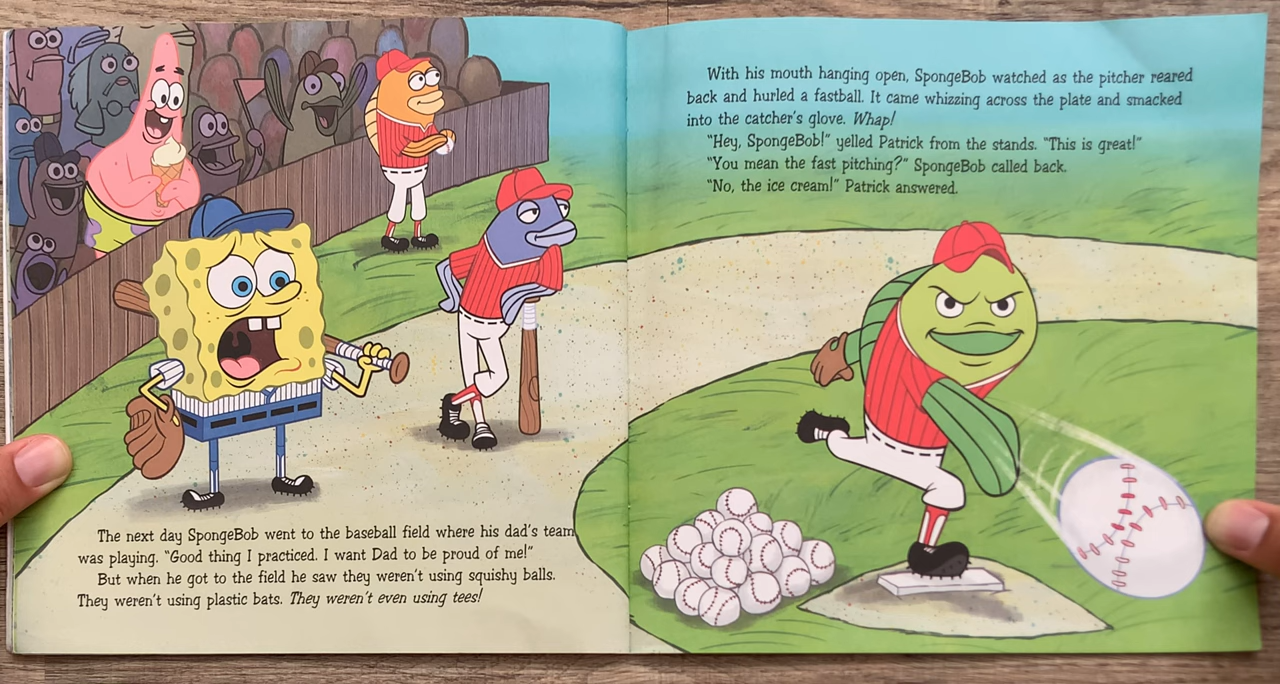 The next day SpongeBob went to the baseball field where his dad's team
was playing. "Good thing I practiced. I want Dad to be proud of me!"
But when he got to the field he saw they weren't using squishy balls.
They weren't using plastic bats. They weren't even using tees!
With his mouth hanging open, SpongeBob watched as the pitcher reared
back and hurled a fastball. It came whizzing across the plate and smacked
into the catcher's glove. Whap!
"Hey, SpongeBob!" yelled Patrick from the stands. "This is great!"
"You mean the fast pitching?" SpongeBob called back.
"No, the ice cream!" Patrick answered.